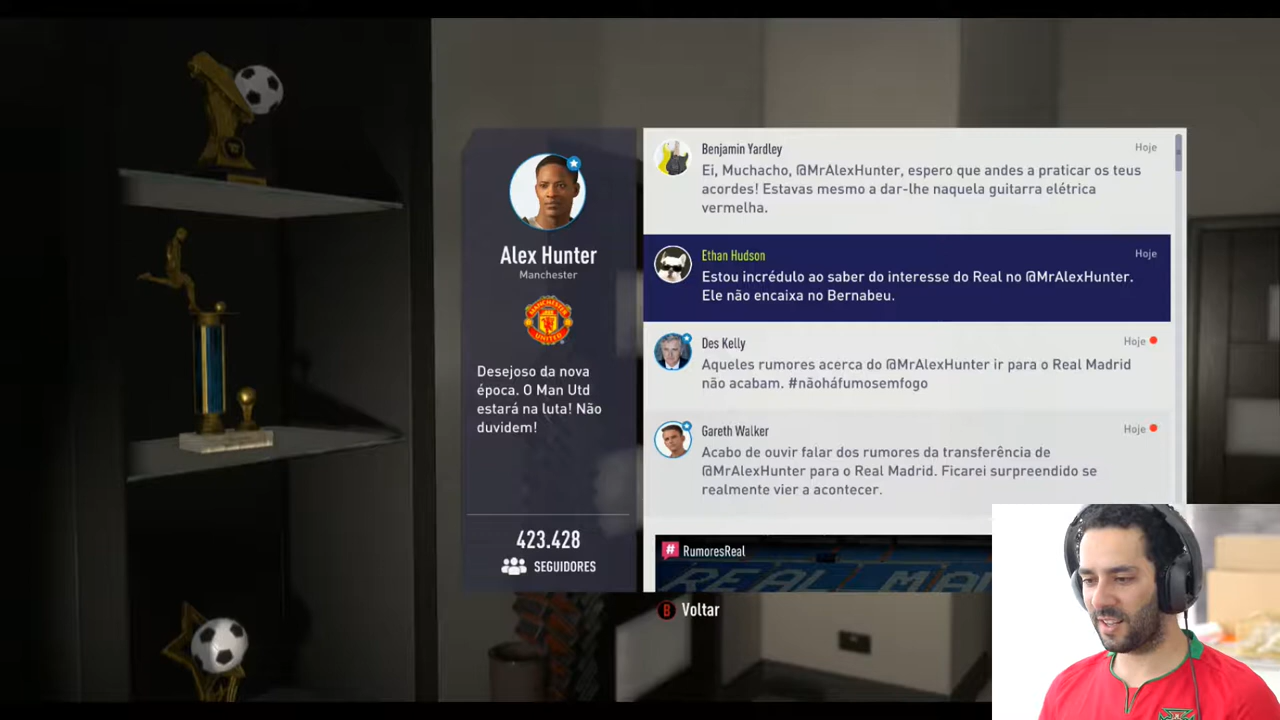 Alex Hunter
Manchester
MANCHESTER
UNITED
Desejoso da nova
época. O Man Utd
estará na luta! Não
duvidem!
423.428
SEGUIDORES
Benjamin Yardley
Hoje
Ei, Muchacho, @MrAlexHunter, espero que andes a praticar os teus
acordes! Estavas mesmo a dar-lhe naquela guitarra elétrica
vermelha.
Ethan Hudson
Hoje
Estou incrédulo ao saber do interesse do Real no @MrAlexHunter.
Ele não encaixa no Bernabeu.
Des Kelly
Hoje
Aqueles rumores acerca do @MrAlexHunter ir para o Real Madrid
não acabam. #nãoháfumosemfogo
Gareth Walker
Hoje
Acabo de ouvir falar dos rumores da transferência de
@MrAlexHunter para o Real Madrid. Ficarei surpreendido se
realmente vier a acontecer.
# RumoresReal
REAL MA
B Voltar